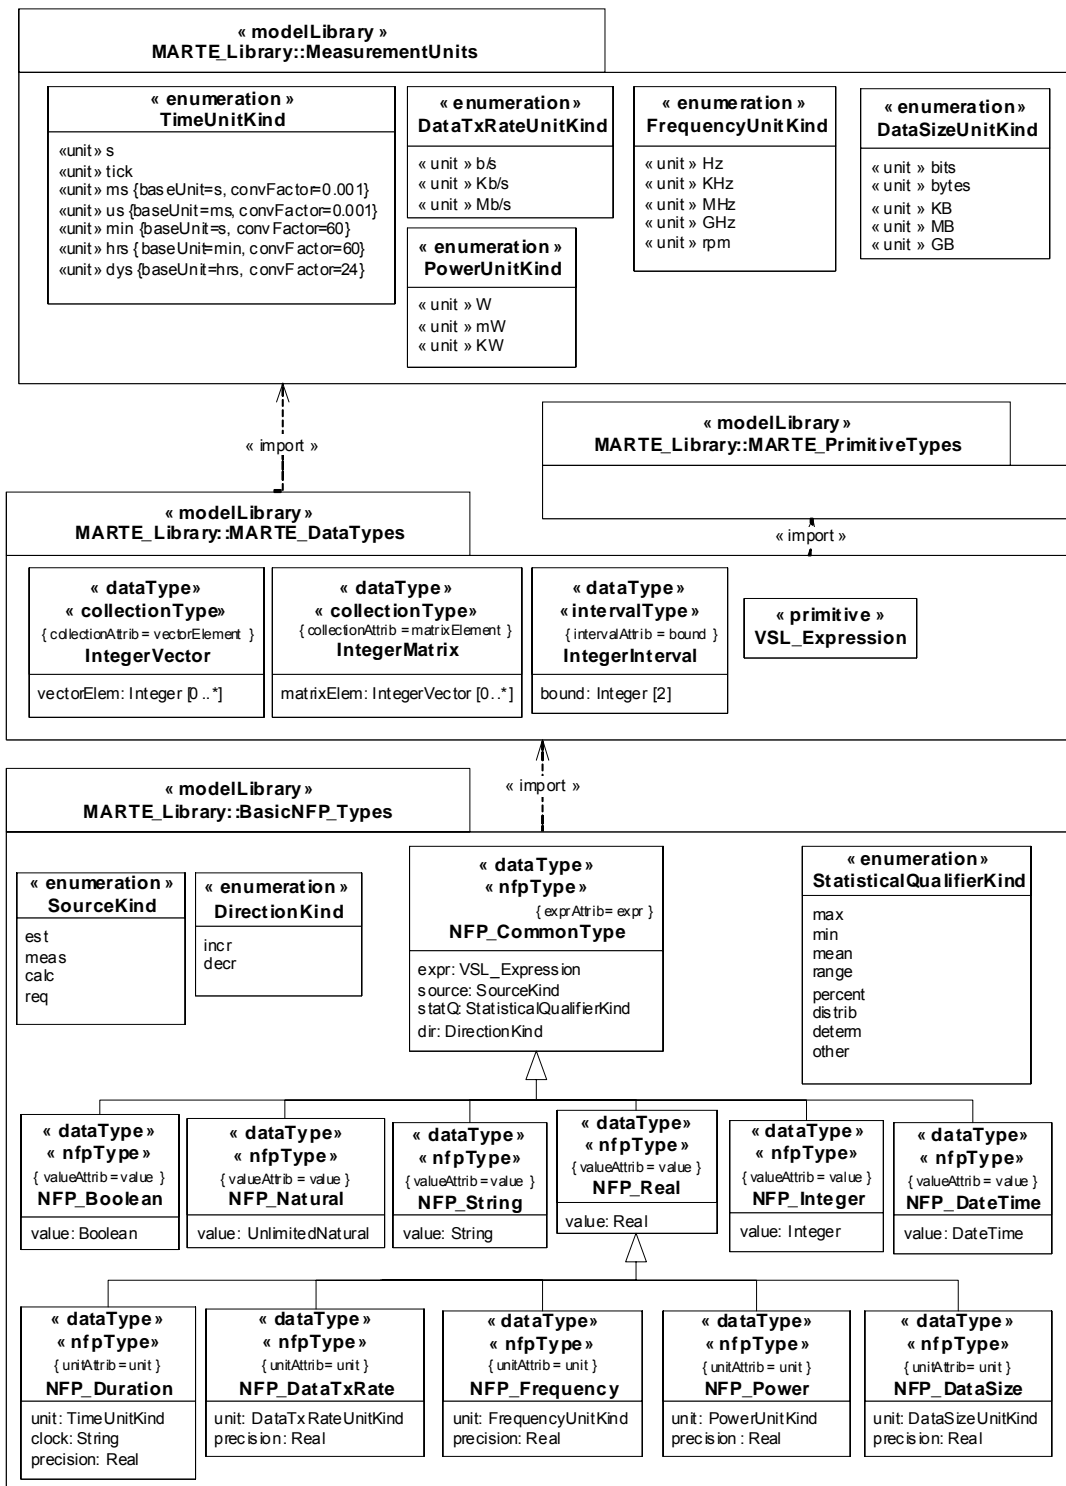 « modelLibrary »
MARTE_Library::MeasurementUnits
« enumeration »
TimeUnitKind
«unit» s
«unit» tick
«unit» ms {baseUnit=s, convFactor=0.001}
«unit» us {baseUnit=ms, convFactor=0.001}
«unit» min {baseUnit=s, convFactor=60}
«unit» hrs { baseUnit=min, convFactor=60}
«unit» dys {baseUnit=hrs, convFactor=24}
« enumeration»
DataTxRateUnitKind
« unit » b/s
« unit » Kb/s
« unit » Mb/s
« enumeration »
PowerUnitKind
« unit » W
« unit » mW
« unit » KW
« enumeration»
FrequencyUnitKind
« unit » Hz
« unit » KHz
« unit » MHz
« unit » GHz
« unit » rpm
« enumeration »
DataSizeUnitKind
« unit » bits
« unit » bytes
« unit » KB
« unit » MB
« unit » GB
« import »
« modelLibrary»
MARTE_Library::MARTE_PrimitiveTypes
« import »
« modelLibrary»
MARTE_Library::MARTE_DataTypes
« dataType»
« collectionType»
{ collectionAttrib = vectorElement }
IntegerVector
vectorElem: Integer [0..*]
« dataType»
« collectionType»
{ collectionAttrib = matrixElement }
IntegerMatrix
matrixElem: IntegerVector [0..*]
« dataType»
« intervalType»
{ intervalAttrib = bound }
IntegerInterval
bound: Integer [2]
« primitive »
VSL_Expression
« import »
« modelLibrary»
MARTE_Library::BasicNFP_Types
« enumeration »
SourceKind
est
meas
calc
req
« enumeration»
DirectionKind
incr
decr
« dataType»
« nfpType»
{ exprAttrib= expr }
NFP_CommonType
expr: VSL_Expression
source: SourceKind
statQ: StatisticalQualifierKind
dir: DirectionKind
« enumeration »
StatisticalQualifierKind
max
min
mean
range
percent
distrib
determ
other
« dataType»
« nfpType»
{ valueAttrib = value }
NFP_Boolean
value: Boolean
« dataType»
« nfpType»
{ valueAttrib = value }
NFP_Natural
value: UnlimitedNatural
« dataType»
« nfpType»
{ valueAttrib = value }
NFP_String
value: String
« dataType»
« nfpType»
{ valueAttrib = value }
NFP_Real
value: Real
« dataType»
« nfpType»
{ valueAttrib = value }
NFP_Integer
value: Integer
« dataType»
« nfpType»
{ valueAttrib = value }
NFP_DateTime
value: DateTime
« dataType»
« nfpType»
{ unitAttrib = unit }
NFP_Duration
unit: TimeUnitKind
clock: String
precision: Real
« dataType»
« nfpType»
{ unitAttrib = unit }
NFP_DataTxRate
unit: DataTxRateUnitKind
precision: Real
« dataType»
« nfpType»
{ unitAttrib = unit }
NFP_Frequency
unit: FrequencyUnitKind
precision: Real
« dataType»
« nfpType»
{ unitAttrib = unit }
NFP_Power
unit: PowerUnitKind
precision : Real
« dataType»
« nfpType»
{ unitAttrib = unit }
NFP_DataSize
unit: DataSizeUnitKind
precision: Real